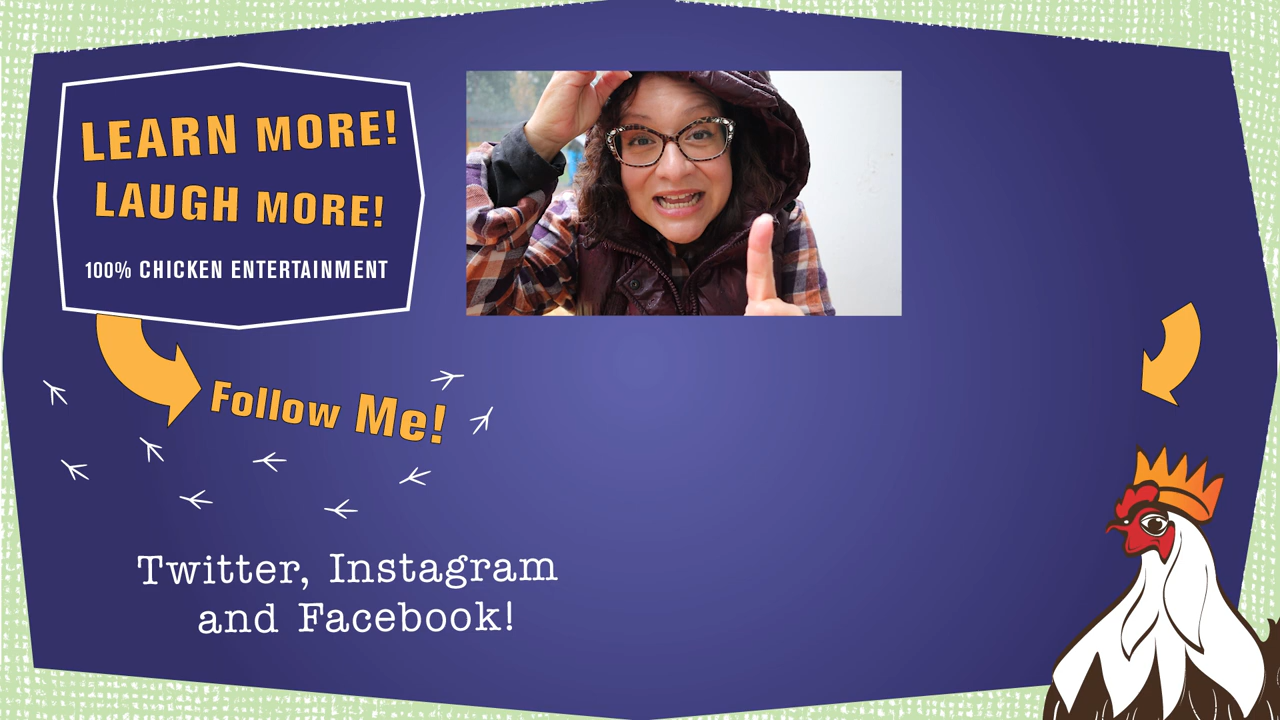 LEARN MORE!
LAUGH MORE!
100% CHICKEN ENTERTAINMENT
Follow Me!
Twitter, Instagram
and Facebook!